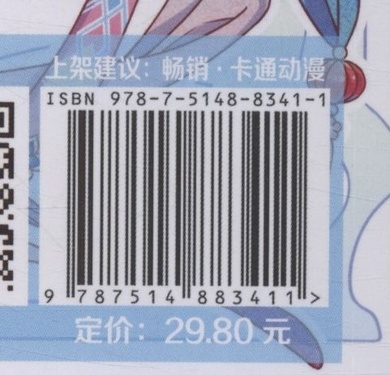 上架建议：畅销·卡通动漫
ISBN 978-7-5148-8341-1
9 787514 883411 >
定价：29.80 元